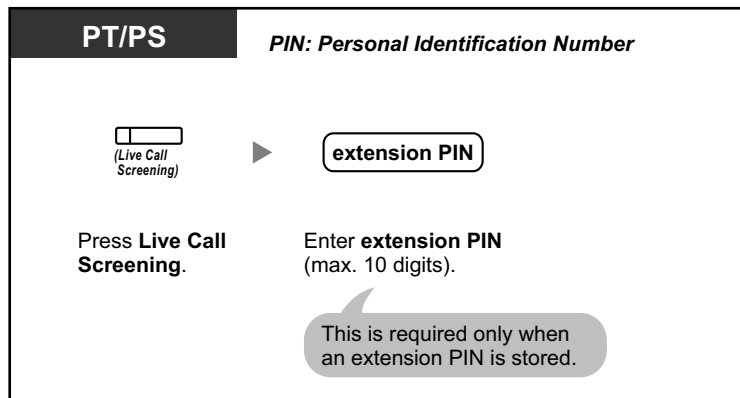 PT/PS
PIN: Personal Identification Number
(Live Call
Screening)
extension PIN
Press Live Call
Screening.
Enter extension PIN
(max. 10 digits).
This is required only when
an extension PIN is stored.